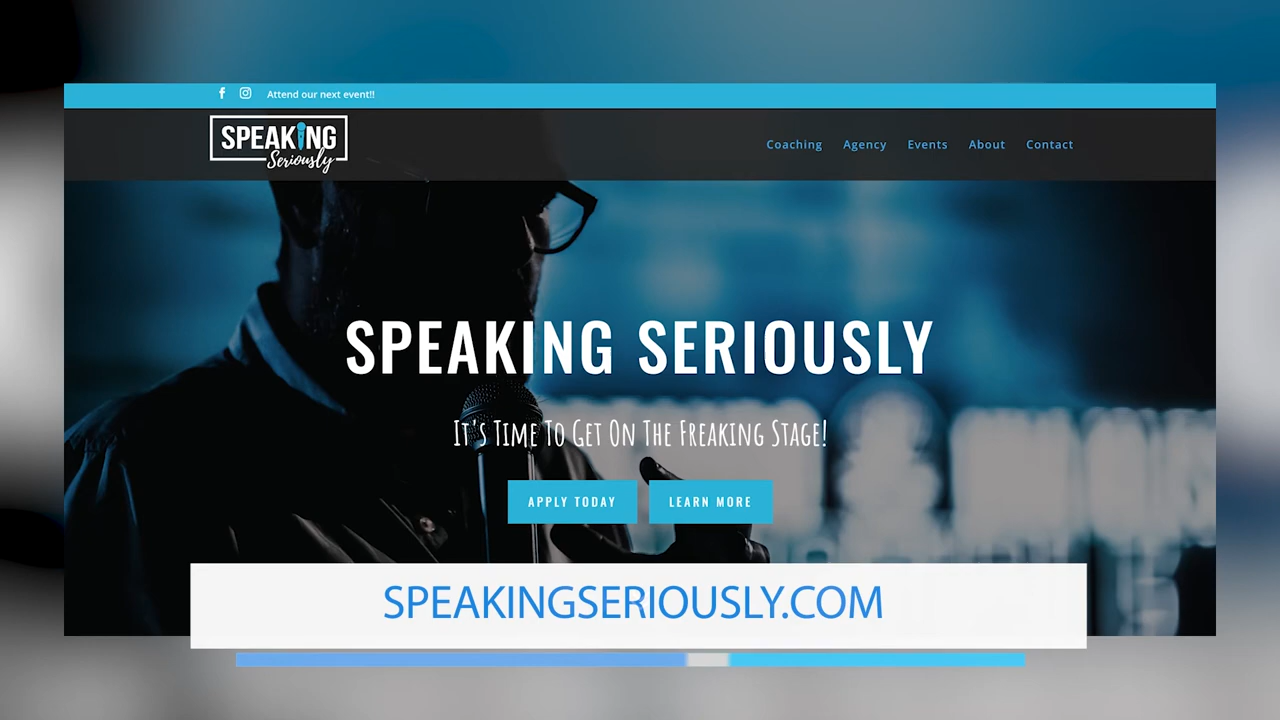 Attend our next event!!
SPEAKING
Seriously
Coaching Agency Events About Contact
SPEAKING SERIOUSLY
It's Time To Get On The Freaking Stage!
APPLY TODAY LEARN MORE
SPEAKINGSERIOUSLY.COM